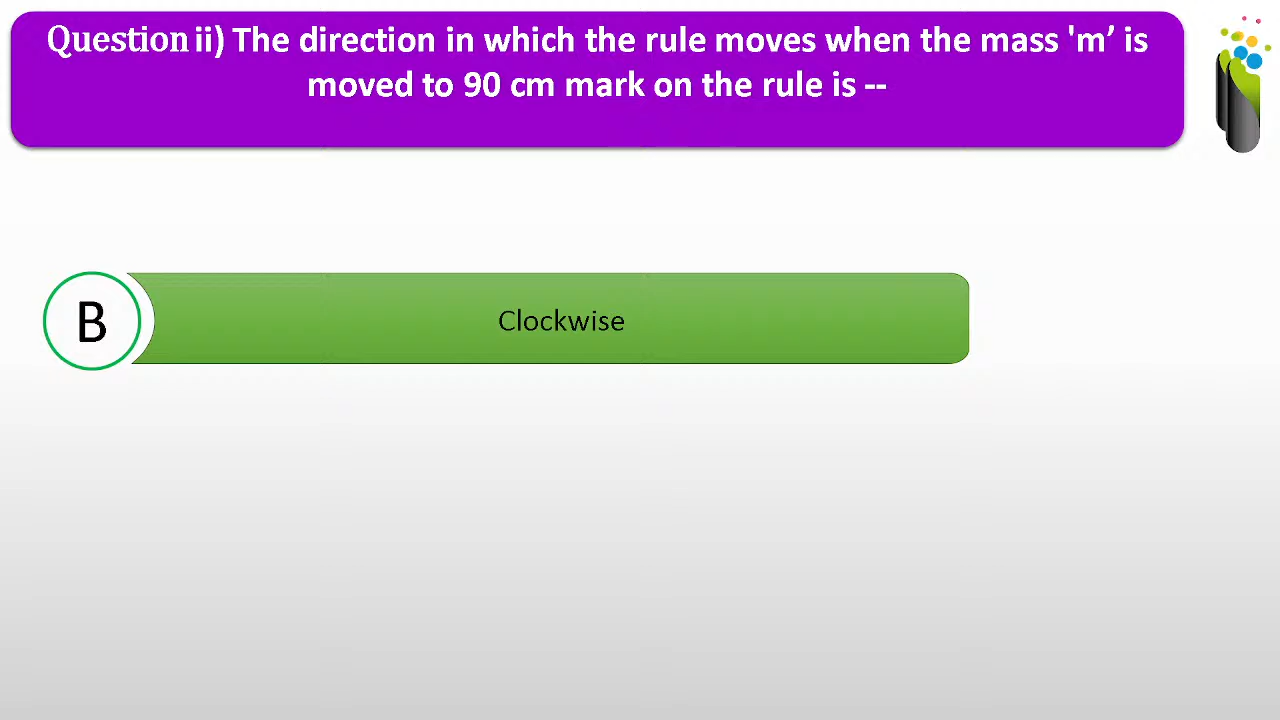 Question ii) The direction in which the rule moves when the mass 'm’ is
moved to 90 cm mark on the rule is --
B
Clockwise